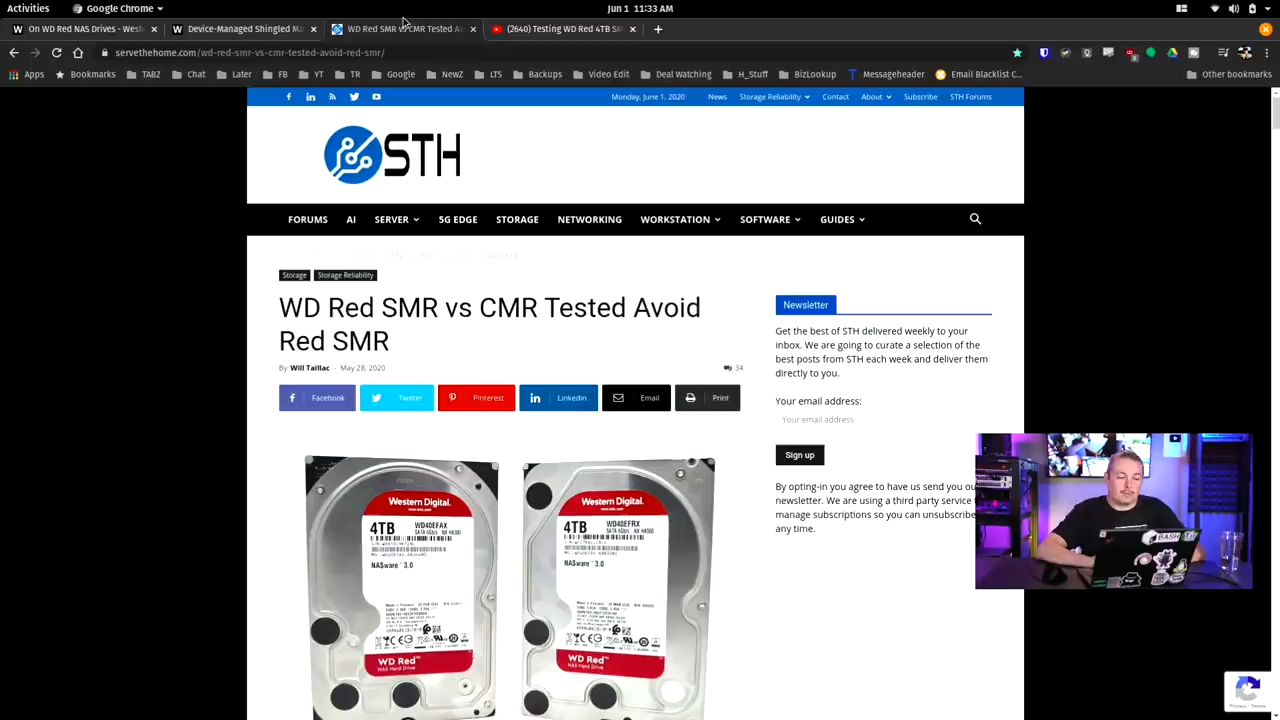 Activities
Google Chrome
Jun 1 11:33 AM
On WD Red NAS Drives - West
Device-Managed Shingled Ma
WD Red SMR vs CMR Tested Av
(2640) Testing WD Red 4TB SM
servethehome.com/wd-red-smr-vs-cmr-tested-avoid-red-smr/
Apps
Bookmarks
TABZ
Chat
Later
FB
YT
TR
Google
NewZ
LTS
Backups
Video Edit
Deal Watching
H_Stuff
BizLookup
Messageheader
Email Blacklist C...
Other bookmarks
Monday, June 1, 2020
News
Storage Reliability
Contact
About
Subscribe
STH Forums
STH
FORUMS
AI
SERVER
5G EDGE
STORAGE
NETWORKING
WORKSTATION
SOFTWARE
GUIDES
Storage
Storage Reliability
WD Red SMR vs CMR Tested Avoid
Red SMR
By Will Taillac - May 28, 2020
34
Facebook
Twitter
Pinterest
Linkedin
Email
Print
Western Digital.
4TB WD40EFAX
NASware™ 3.0
WD Red™
NAS Hard Drive
Western Digital.
4TB WD40EFRX
NASware™ 3.0
WD Red™
NAS Hard Drive
Newsletter
Get the best of STH delivered weekly to your
inbox. We are going to curate a selection of the
best posts from STH each week and deliver them
directly to you.
Your email address:
Your email address
Sign up
By opting-in you agree to have us send you ou
newsletter. We are using a third party service
manage subscriptions so you can unsubscribe
any time.
Privacy - Terms